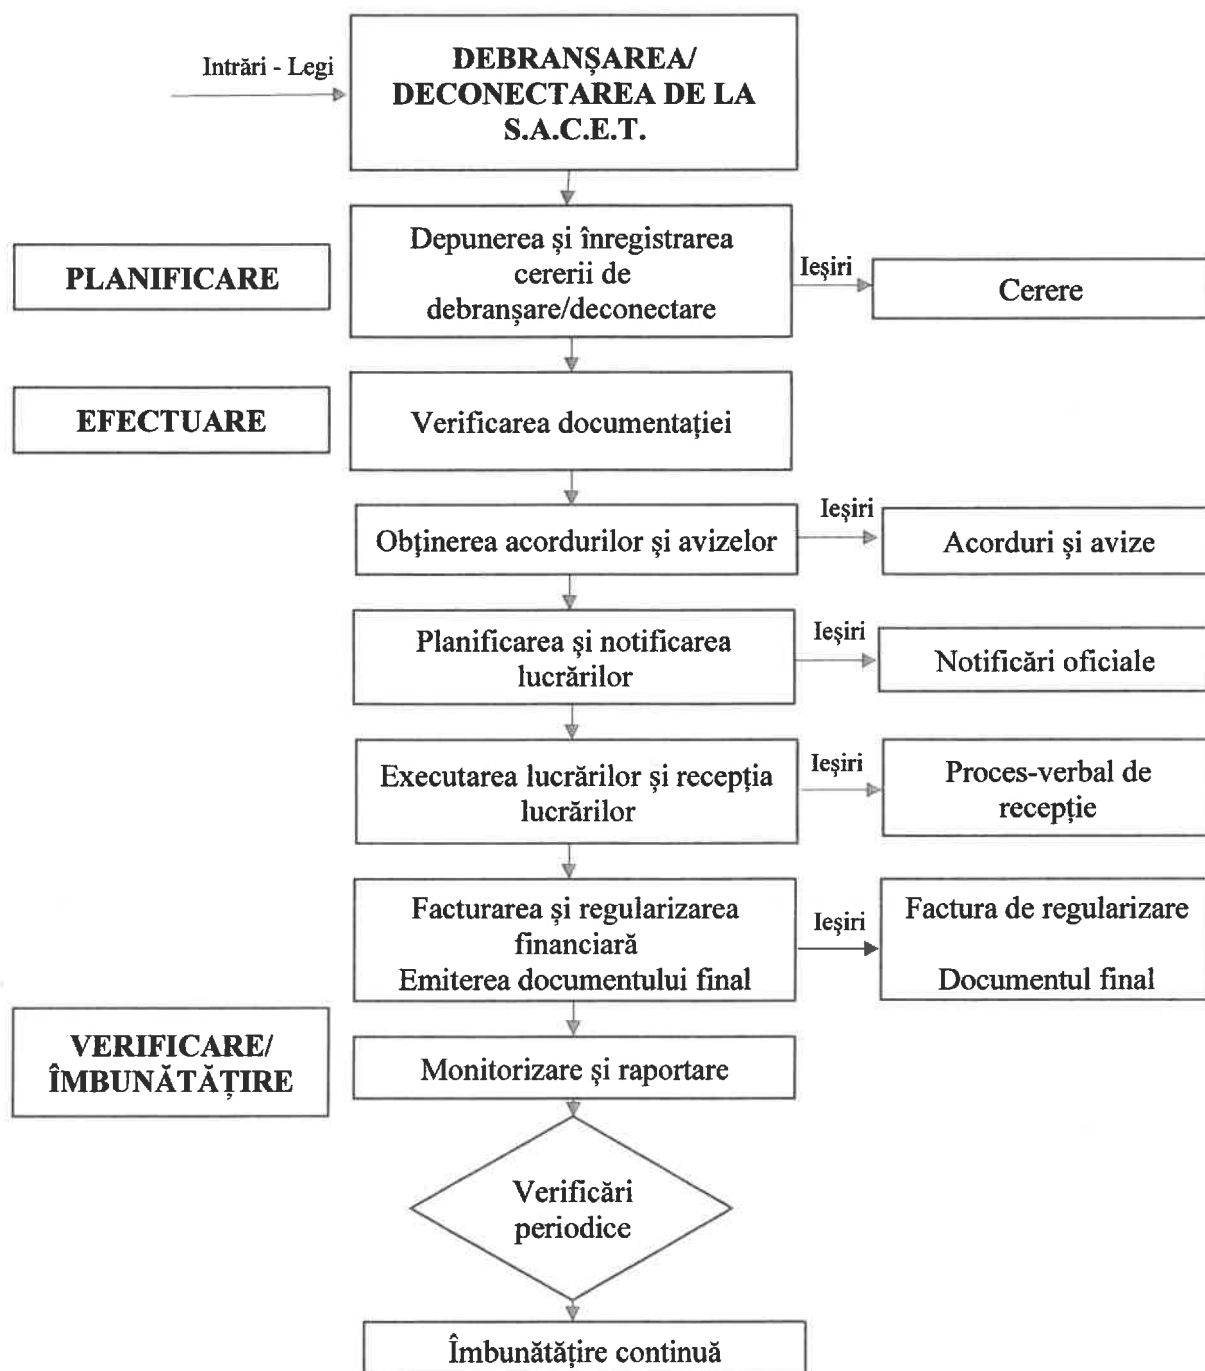 Intrări - Legi
DEBRANȘAREA/
DECONECTAREA DE LA
S.A.C.E.T.
PLANIFICARE
Depunerea și înregistrarea
cererii de
debranșare/deconectare
Ieșiri
Cerere
EFECTUARE
Verificarea documentației
Obținerea acordurilor și avizelor
Ieșiri
Acorduri și avize
Planificarea și notificarea
lucrărilor
Ieșiri
Notificări oficiale
Executarea lucrărilor și recepția
lucrărilor
Ieșiri
Proces-verbal de
recepție
Facturarea și regularizarea
financiară
Emiterea documentului final
Ieșiri
Factura de regularizare
Documentul final
VERIFICARE/
ÎMBUNĂTĂȚIRE
Monitorizare și raportare
Verificări
periodice
Îmbunătățire continuă